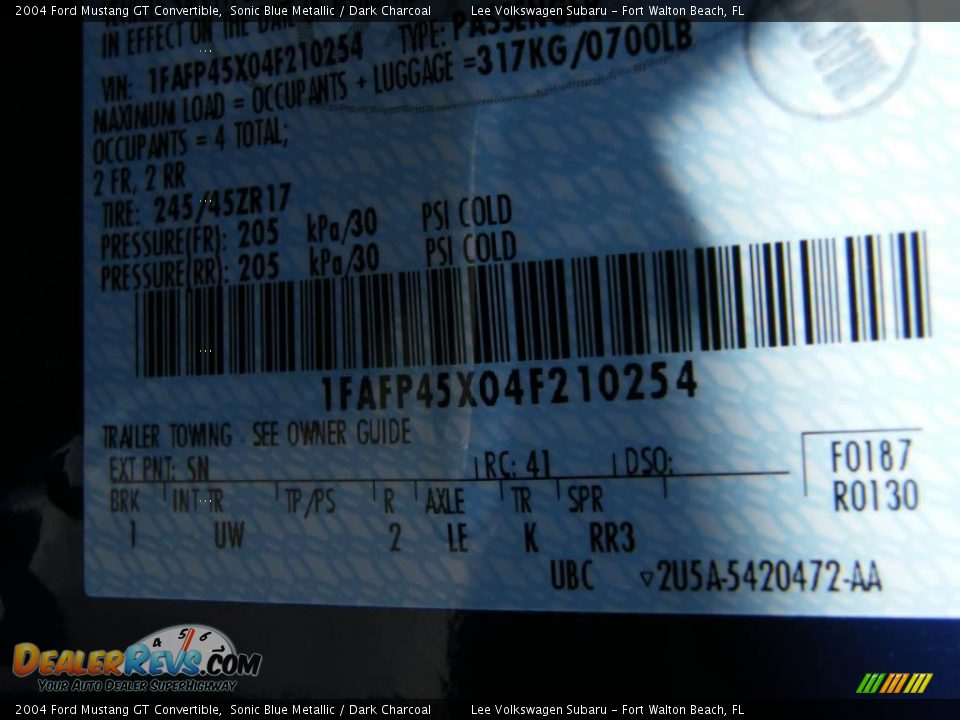 2004 Ford Mustang GT Convertible, Sonic Blue Metallic / Dark Charcoal Lee Volkswagen Subaru - Fort Walton Beach, FL
IN EFFECT ON THE
VIN: 1FAFP45X04F210254 TYPE:
MAXIMUM LOAD = OCCUPANTS + LUGGAGE =317KG/0700LB
OCCUPANTS = 4 TOTAL;
2 FR, 2 RR
TIRE: 245/45ZR17
PRESSURE(FR): 205 kPa/30 PSI COLD
PRESSURE(RR): 205 kPa/30 PSI COLD
1FAFP45X04F210254
TRAILER TOWING - SEE OWNER GUIDE
EXT PNT: SN RC: 41 DSO: F0187
BRK INT TR TP/PS R AXLE TR SPR R0130
1 UW 2 LE K RR3
UBC ▿2U5A-5420472-AA
4 5 6
DEALERREVS.COM
YOUR AUTO DEALER SUPERHIGHWAY
2004 Ford Mustang GT Convertible, Sonic Blue Metallic / Dark Charcoal Lee Volkswagen Subaru - Fort Walton Beach, FL